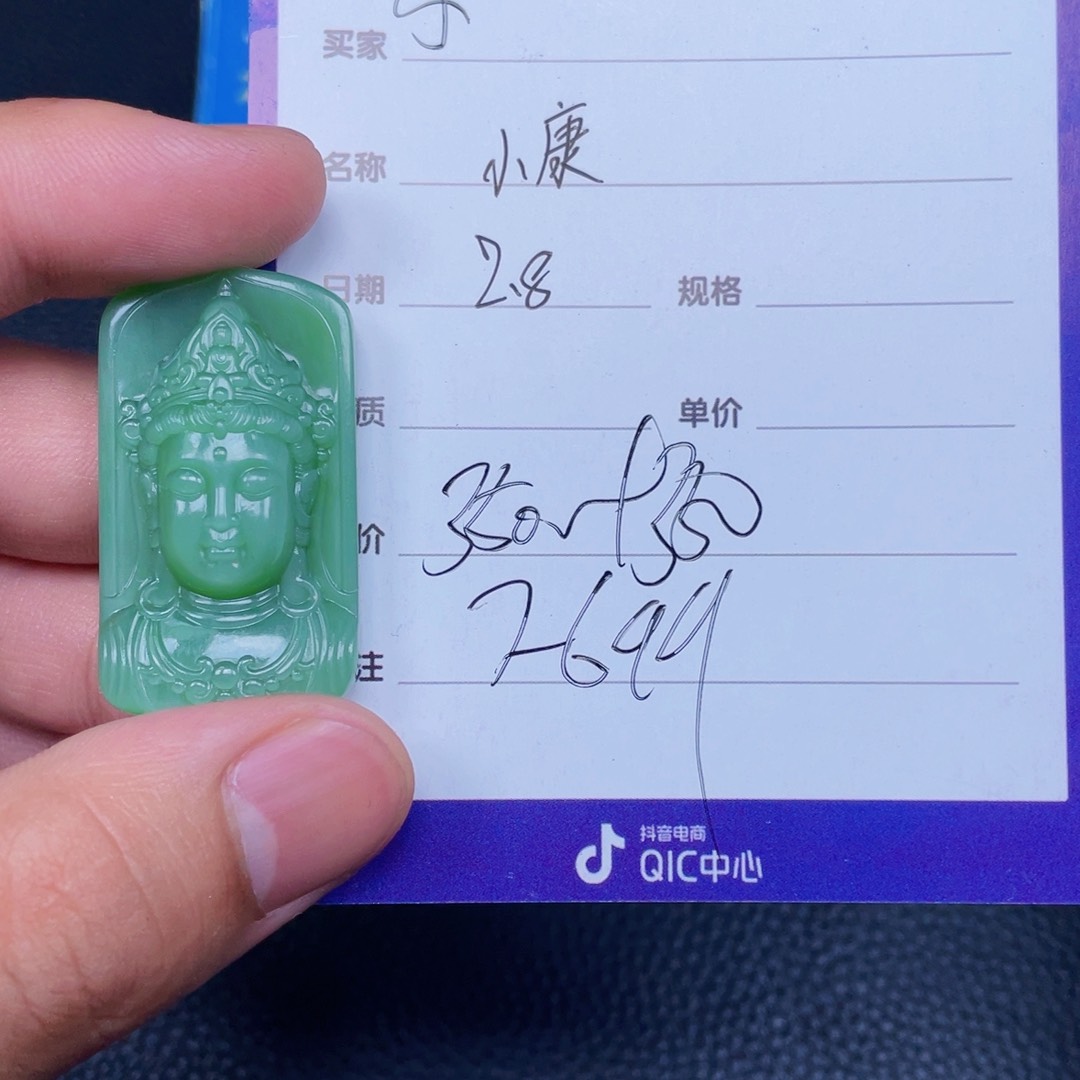 买家
名称 小康
日期 2.8 规格
质 单价
价
注 2699
抖音电商
QIC中心